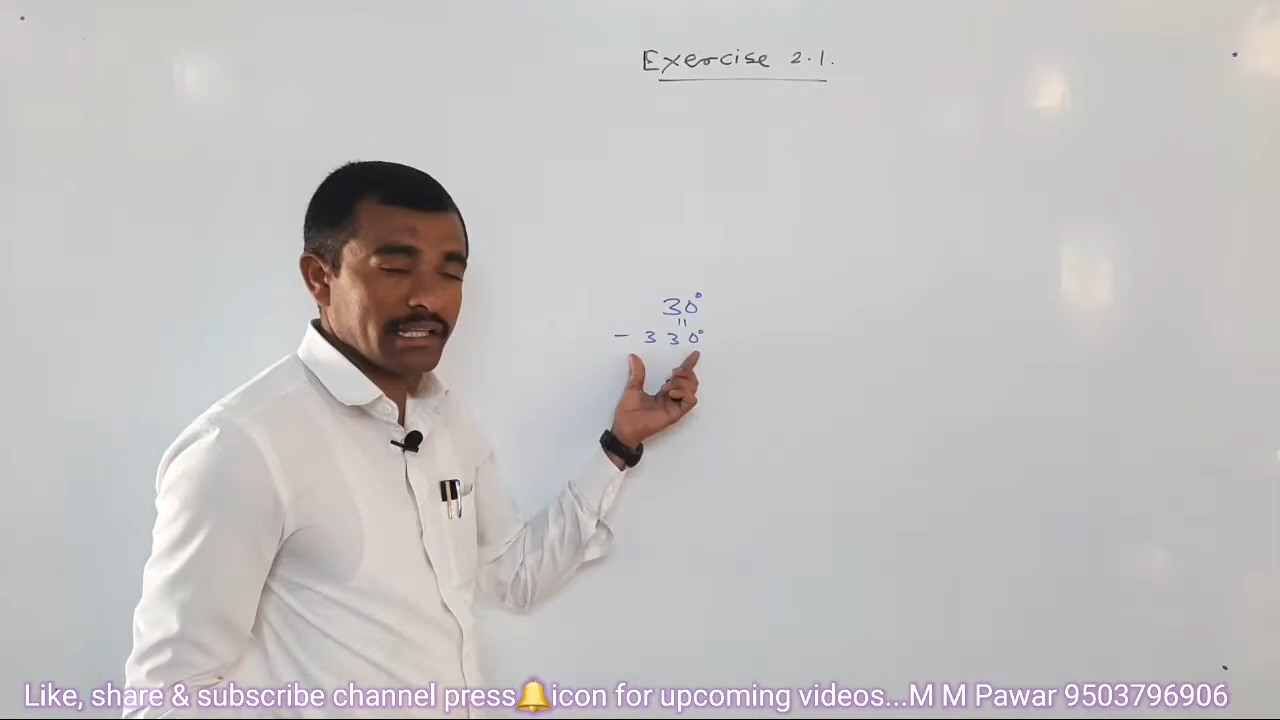 Exercise 2.1.
30°
=
- 330°
Like, share & subscribe channel press🔔icon for upcoming videos...M M Pawar 9503796906